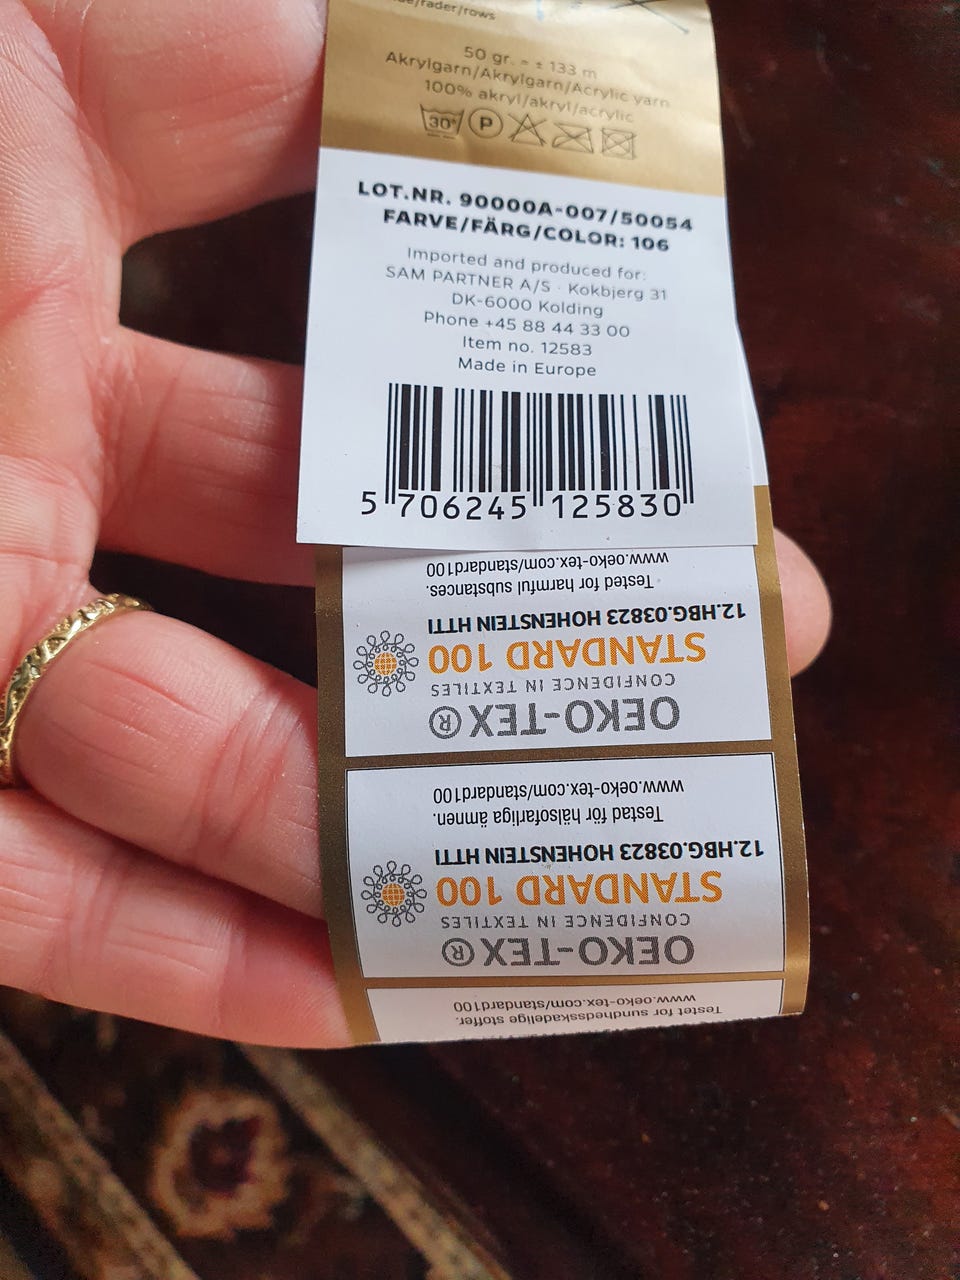 /rader/rows
50 gr. = ± 133 m
Akrylgarn/Akrylgarn/Acrylic yarn
100% akryl/akryl/acrylic
30° P
LOT.NR. 90000A-007/50054
FARVE/FÄRG/COLOR: 106
Imported and produced for:
SAM PARTNER A/S · Kokbjerg 31
DK-6000 Kolding
Phone +45 88 44 33 00
Item no. 12583
Made in Europe
5 706245 125830
OEKO-TEX®
CONFIDENCE IN TEXTILES
STANDARD 100
12.HBG.03823 HOHENSTEIN HTTI
Tested for harmful substances.
www.oeko-tex.com/standard100
OEKO-TEX®
CONFIDENCE IN TEXTILES
STANDARD 100
12.HBG.03823 HOHENSTEIN HTTI
Testad för hälsofarliga ämnen.
www.oeko-tex.com/standard100
Testet for sundhedsskadelige stoffer.
www.oeko-tex.com/standard100